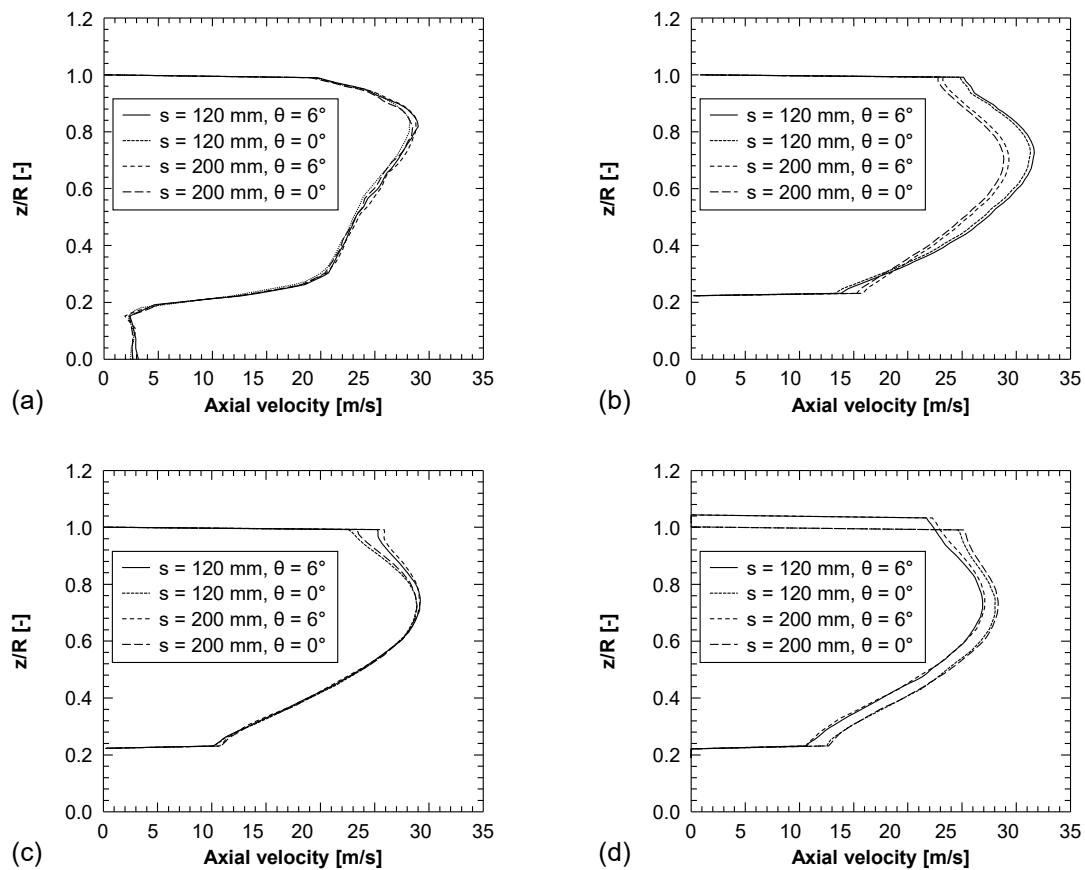 1.2
1.0
0.8
0.6
0.4
0.2
0.0
z/R [-]
s = 120 mm, θ = 6°
s = 120 mm, θ = 0°
s = 200 mm, θ = 6°
s = 200 mm, θ = 0°
0 5 10 15 20 25 30 35
Axial velocity [m/s]
(a)
1.2
1.0
0.8
0.6
0.4
0.2
0.0
z/R [-]
s = 120 mm, θ = 6°
s = 120 mm, θ = 0°
s = 200 mm, θ = 6°
s = 200 mm, θ = 0°
0 5 10 15 20 25 30 35
Axial velocity [m/s]
(b)
1.2
1.0
0.8
0.6
0.4
0.2
0.0
z/R [-]
s = 120 mm, θ = 6°
s = 120 mm, θ = 0°
s = 200 mm, θ = 6°
s = 200 mm, θ = 0°
0 5 10 15 20 25 30 35
Axial velocity [m/s]
(c)
1.2
1.0
0.8
0.6
0.4
0.2
0.0
z/R [-]
s = 120 mm, θ = 6°
s = 120 mm, θ = 0°
s = 200 mm, θ = 6°
s = 200 mm, θ = 0°
0 5 10 15 20 25 30 35
Axial velocity [m/s]
(d)